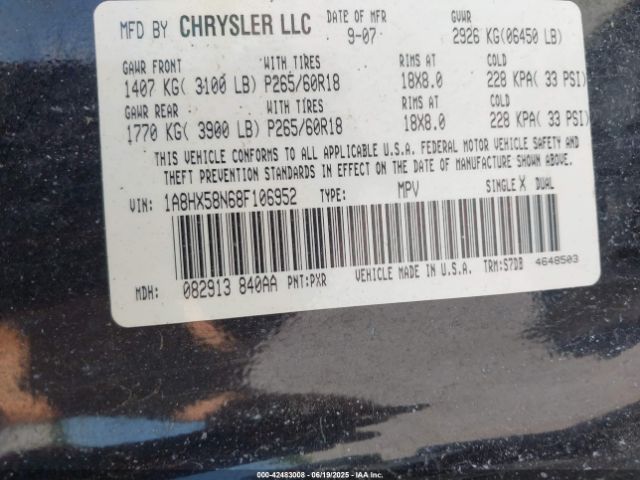 MFD BY CHRYSLER LLC DATE OF MFR 9-07 GVWR 2926 KG(06450 LB)
GAWR FRONT WITH TIRES RIMS AT COLD
1407 KG( 3100 LB) P265/60R18 18X8.0 228 KPA( 33 PSI)
GAWR REAR WITH TIRES RIMS AT COLD
1770 KG( 3900 LB) P265/60R18 18X8.0 228 KPA( 33 PSI)
THIS VEHICLE CONFORMS TO ALL APPLICABLE U.S.A. FEDERAL MOTOR VEHICLE SAFETY AND
THEFT PREVENTION STANDARDS IN EFFECT ON THE DATE OF MANUFACTURE SHOWN ABOVE.
VIN: 1A8HX58N68F106952 TYPE: MPV SINGLE X DUAL
MDH: 082913 840AA PNT:PXR VEHICLE MADE IN U.S.A. TRM:S7DB 4648503
000-42483008 - 06/19/2025 - IAAI.COM